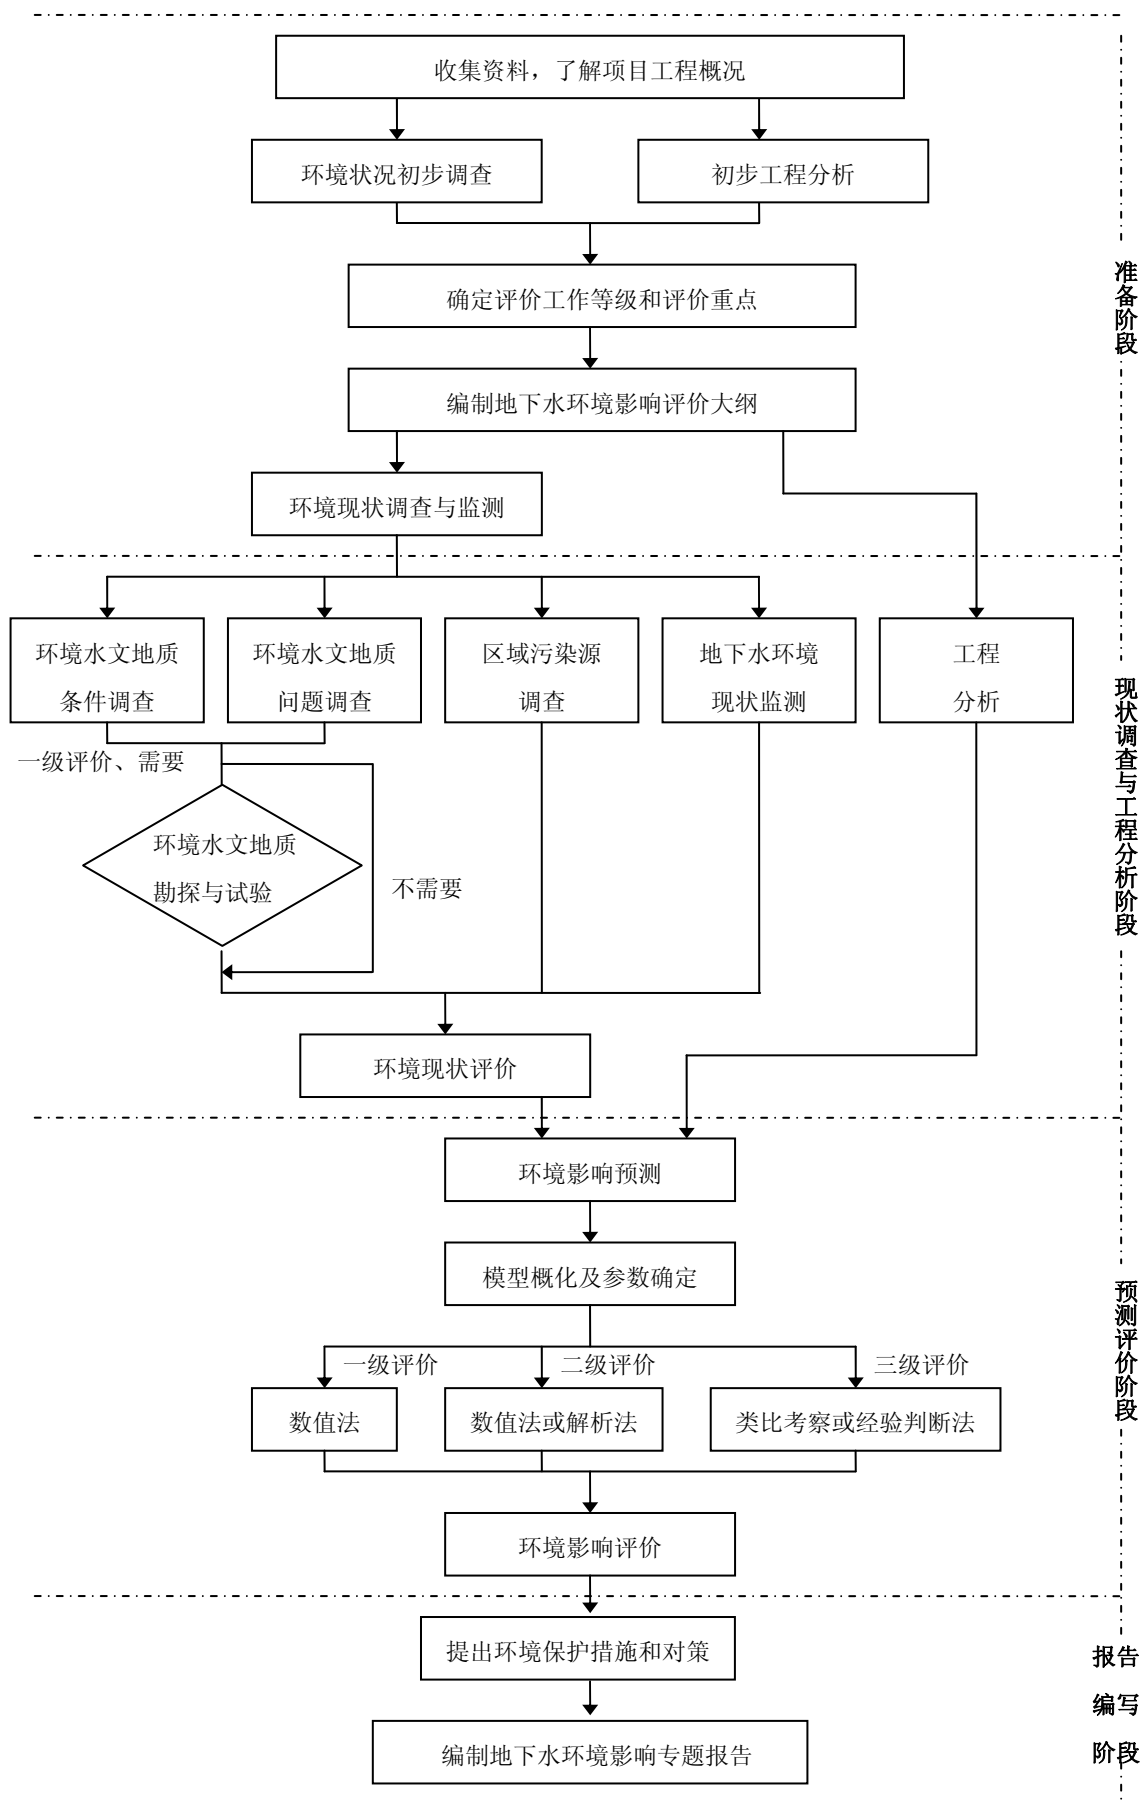 收集资料，了解项目工程概况
环境状况初步调查
初步工程分析
确定评价工作等级和评价重点
编制地下水环境影响评价大纲
环境现状调查与监测
准备阶段
环境水文地质
条件调查
环境水文地质
问题调查
区域污染源
调查
地下水环境
现状监测
工程
分析
一级评价、需要
环境水文地质
勘探与试验
不需要
环境现状评价
现状调查与工程分析阶段
环境影响预测
模型概化及参数确定
一级评价
二级评价
三级评价
数值法
数值法或解析法
类比考察或经验判断法
环境影响评价
预测评价阶段
提出环境保护措施和对策
编制地下水环境影响专题报告
报告
编写
阶段